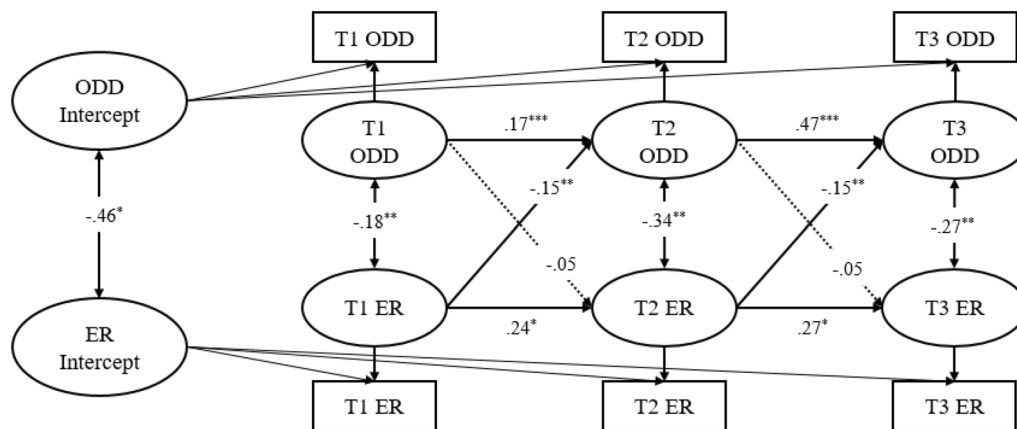 T1 ODD
T2 ODD
T3 ODD
ODD
Intercept
T1
ODD
.17***
T2
ODD
.47***
T3
ODD
-.15**
-.15**
-.46*
-.18**
-.34**
-.27**
-.05
-.05
ER
Intercept
T1 ER
.24*
T2 ER
.27*
T3 ER
T1 ER
T2 ER
T3 ER